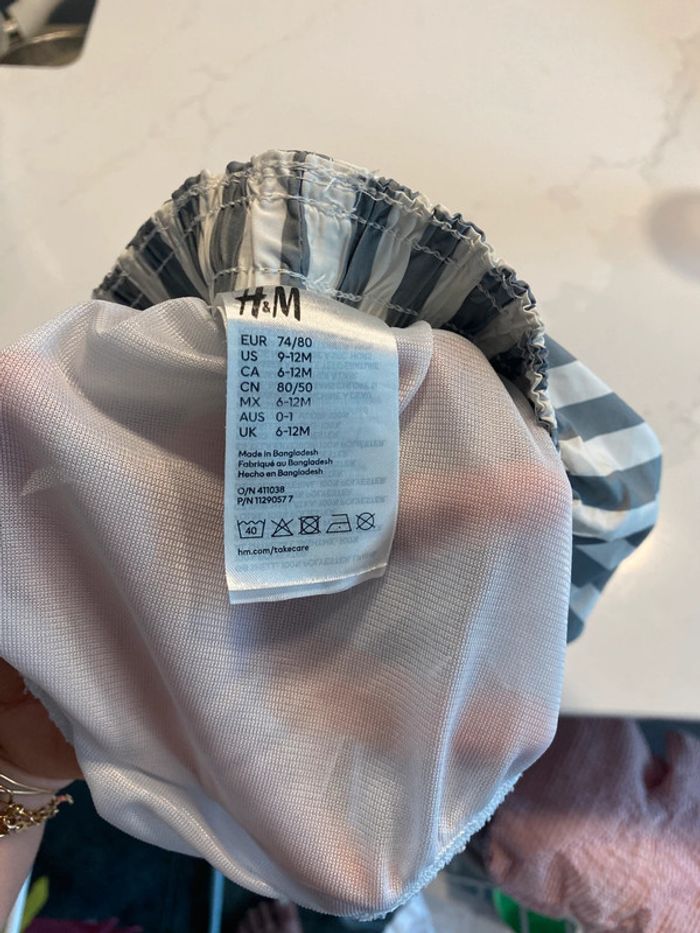 H&M
EUR 74/80
US 9-12M
CA 6-12M
CN 80/50
MX 6-12M
AUS 0-1
UK 6-12M
Made in Bangladesh
Fabriqué au Bangladesh
Hecho en Bangladesh
O/N 411038
P/N 1129057 7
40
hm.com/takecare